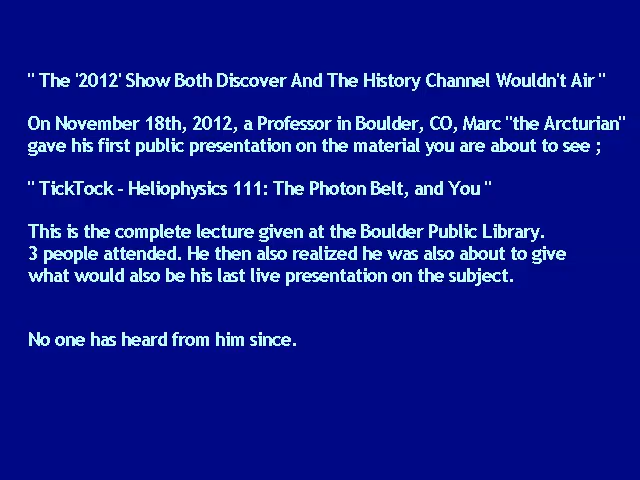 " The '2012' Show Both Discover And The History Channel Wouldn't Air "
On November 18th, 2012, a Professor in Boulder, CO, Marc "the Arcturian"
gave his first public presentation on the material you are about to see ;
" TickTock - Heliophysics 111: The Photon Belt, and You "
This is the complete lecture given at the Boulder Public Library.
3 people attended. He then also realized he was also about to give
what would also be his last live presentation on the subject.
No one has heard from him since.